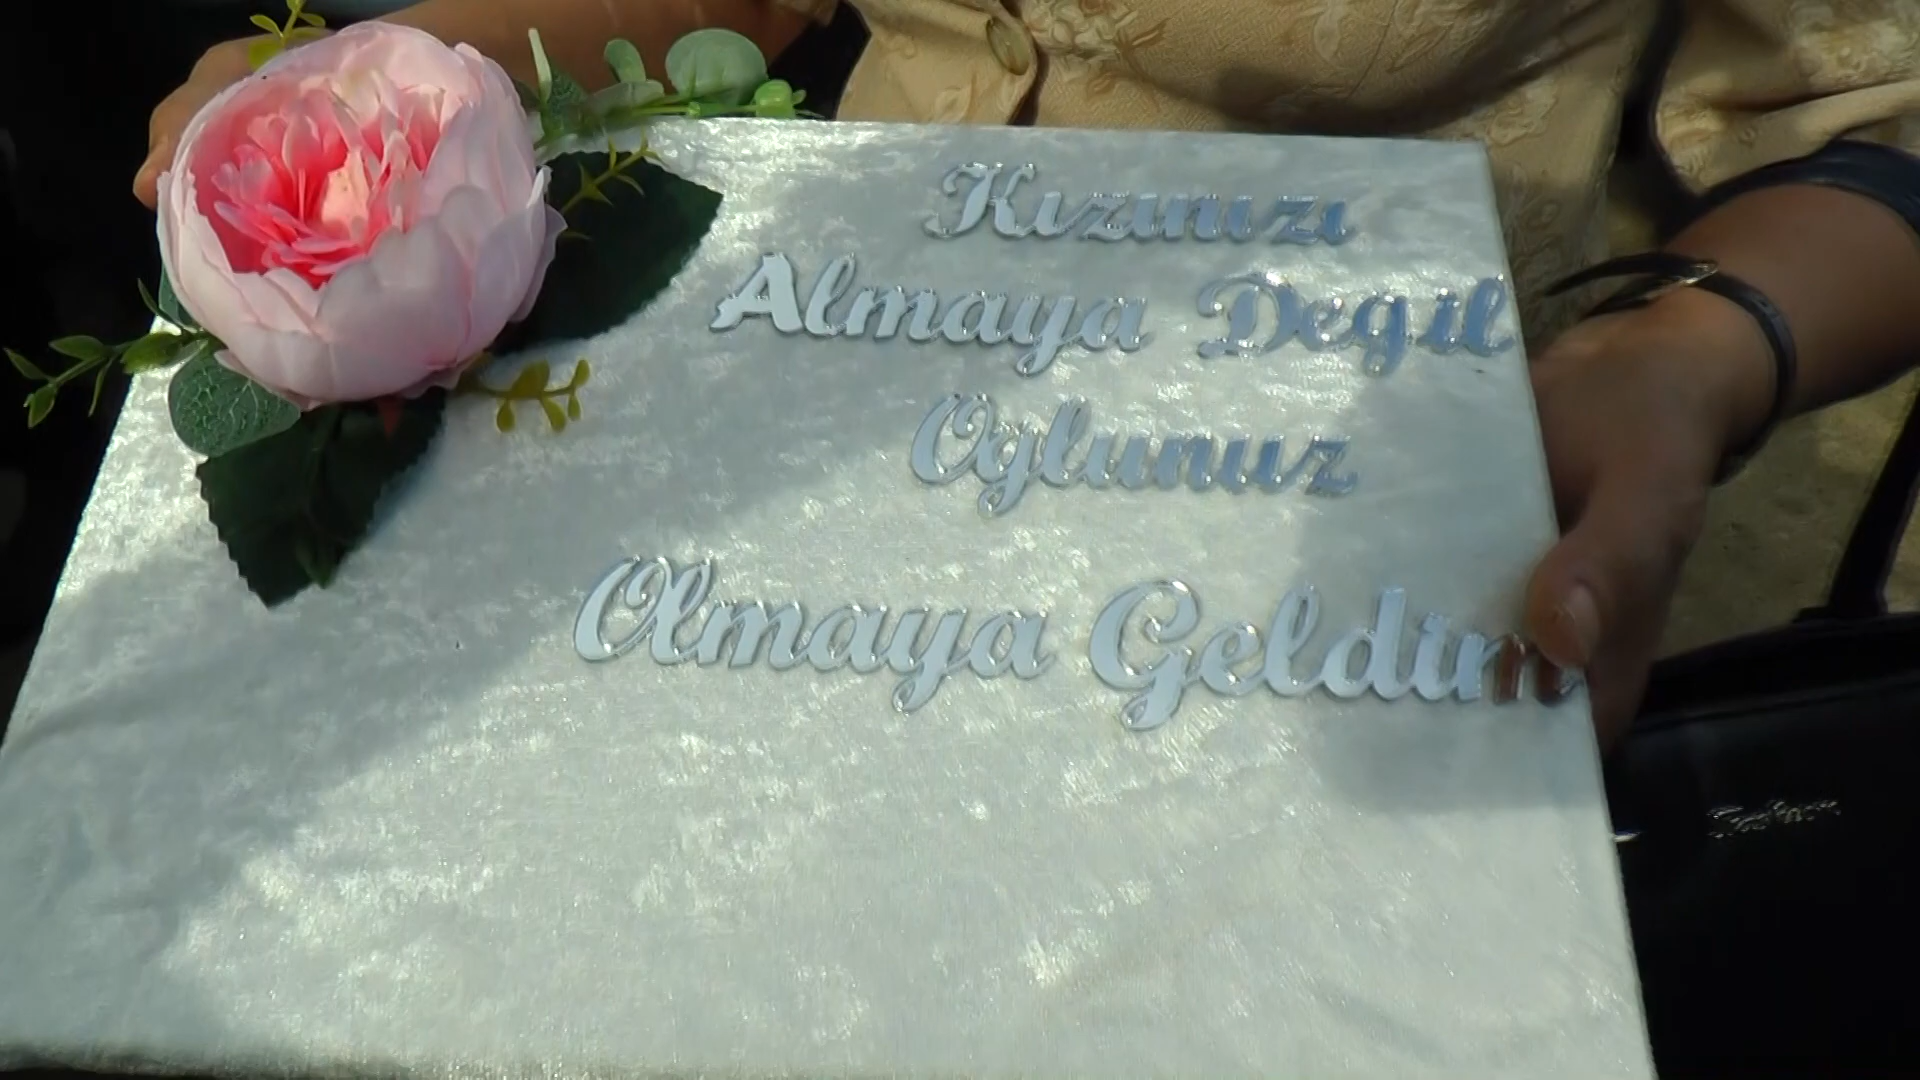 Kızınızı
Almaya Degil
Oglunuz
Olmaya Geldim